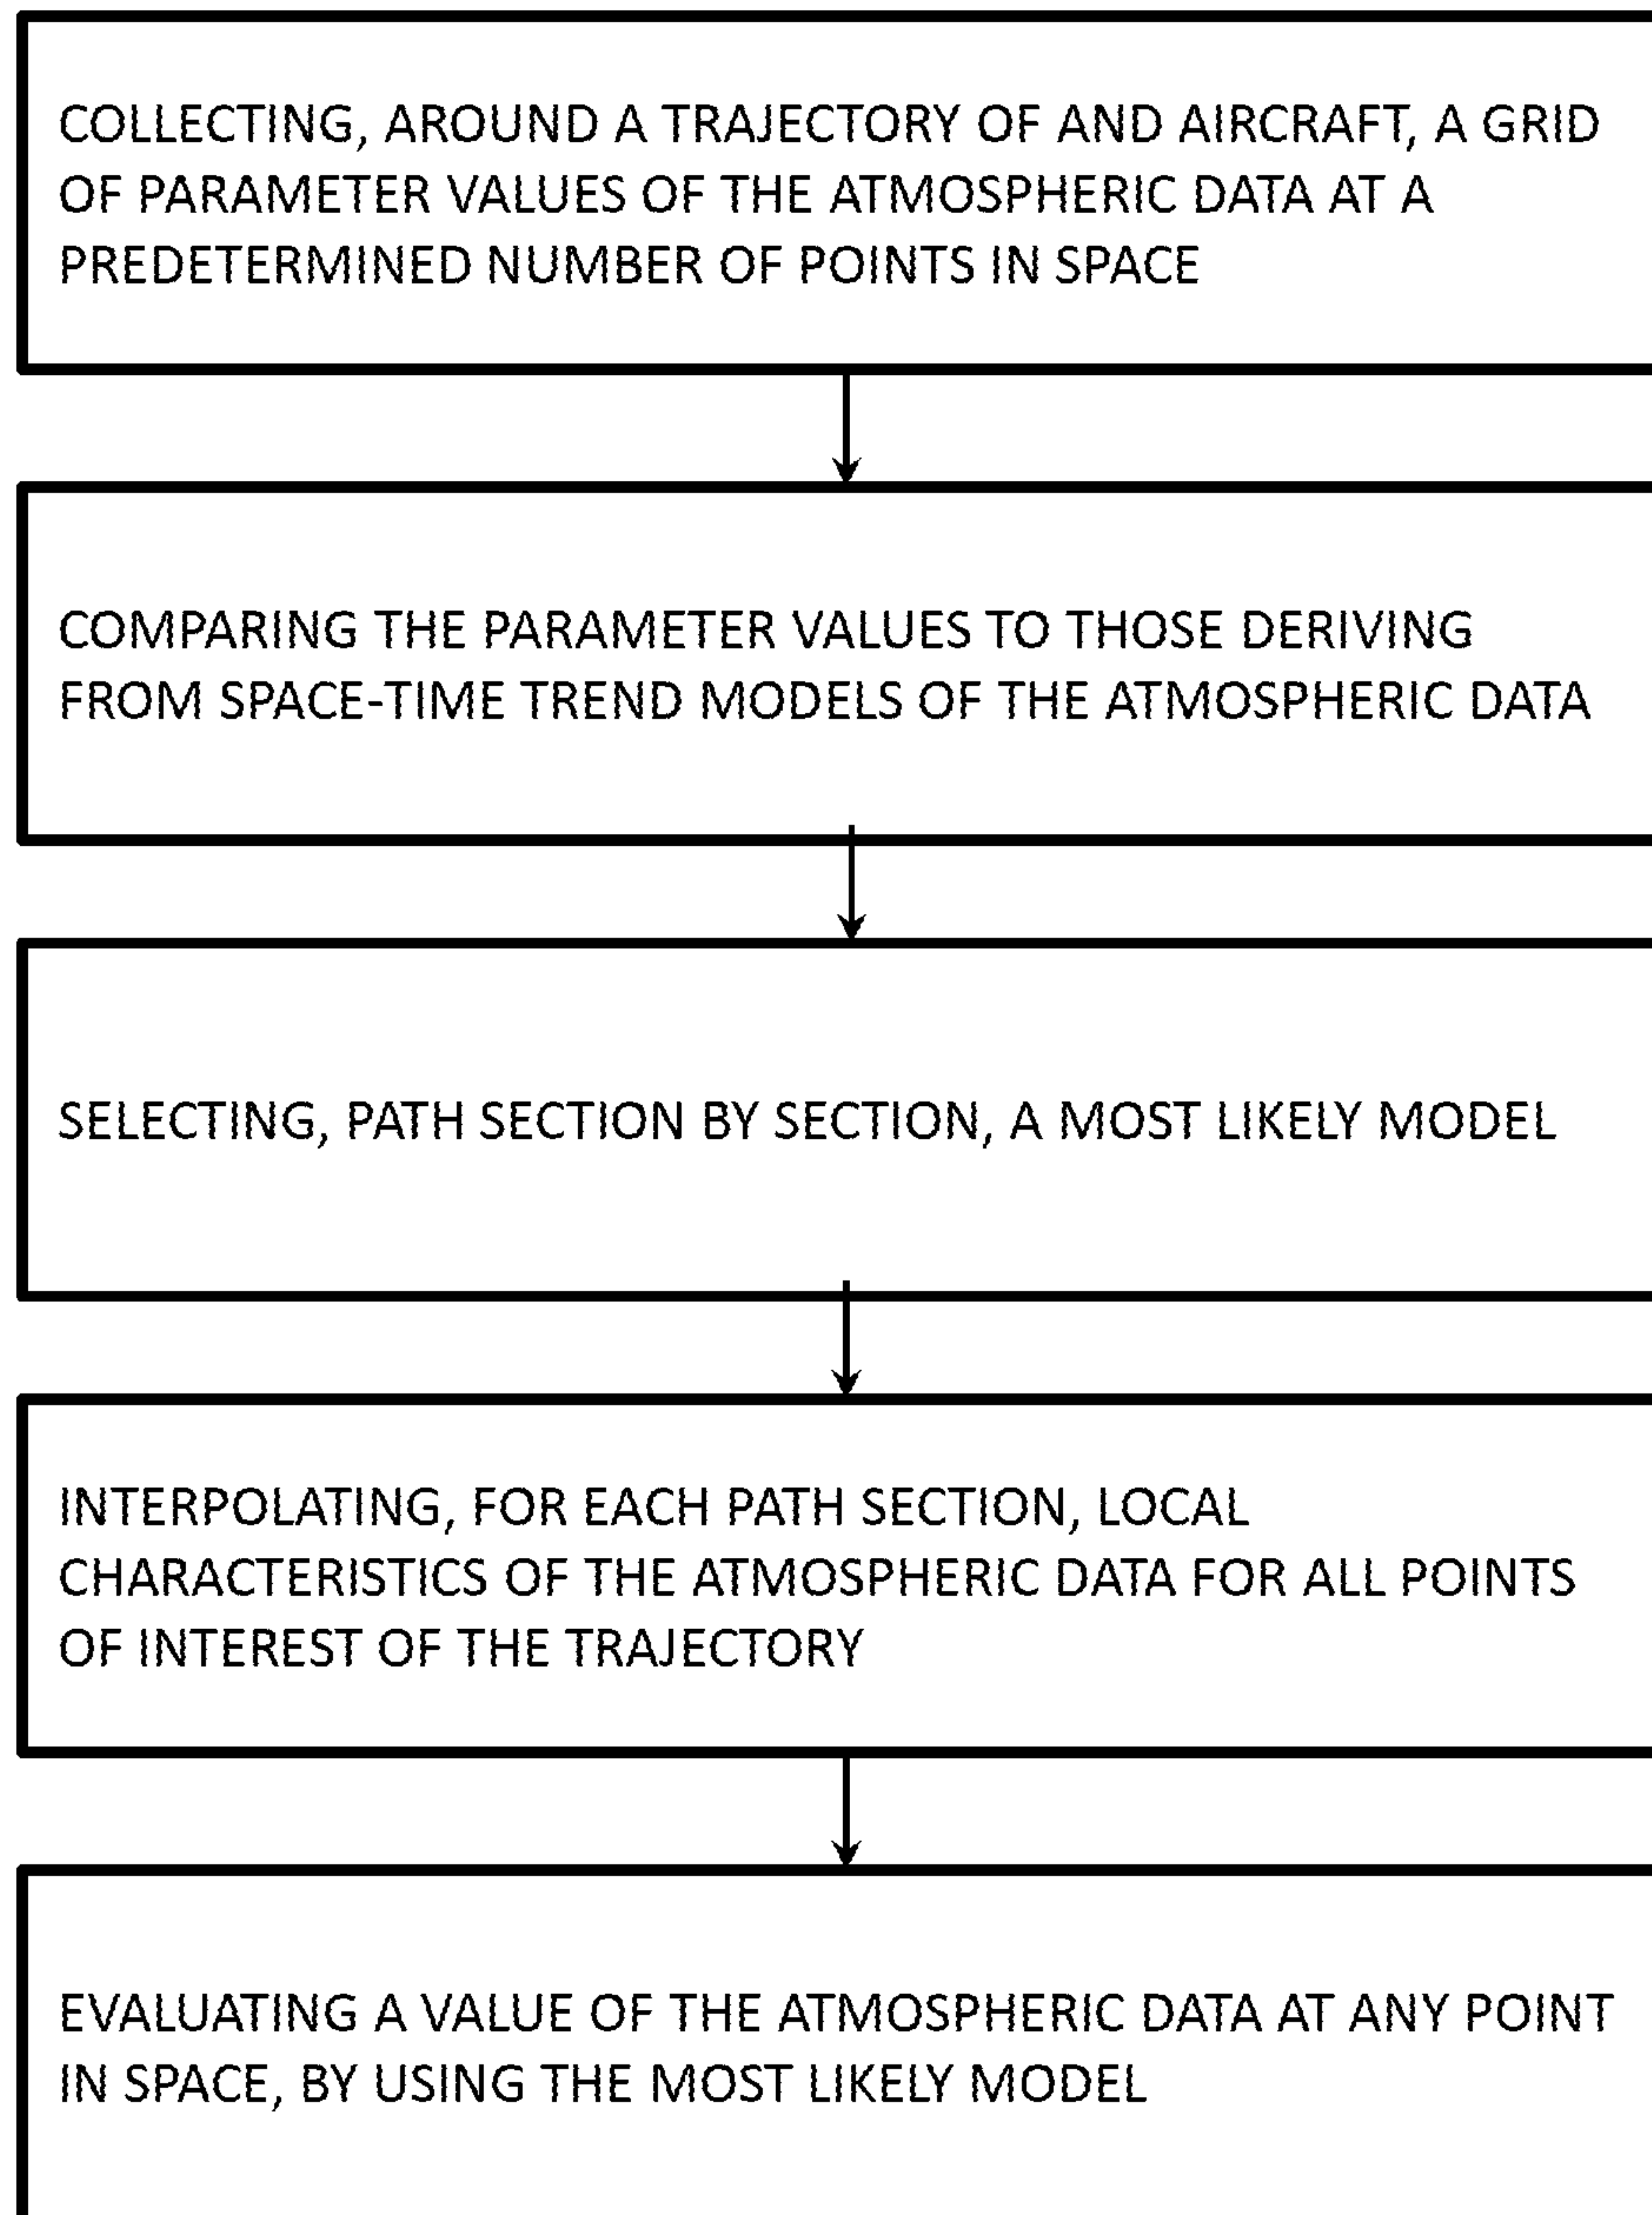 COLLECTING, AROUND A TRAJECTORY OF AND AIRCRAFT, A GRID
OF PARAMETER VALUES OF THE ATMOSPHERIC DATA AT A
PREDETERMINED NUMBER OF POINTS IN SPACE
COMPARING THE PARAMETER VALUES TO THOSE DERIVING
FROM SPACE-TIME TREND MODELS OF THE ATMOSPHERIC DATA
SELECTING, PATH SECTION BY SECTION, A MOST LIKELY MODEL
INTERPOLATING, FOR EACH PATH SECTION, LOCAL
CHARACTERISTICS OF THE ATMOSPHERIC DATA FOR ALL POINTS
OF INTEREST OF THE TRAJECTORY
EVALUATING A VALUE OF THE ATMOSPHERIC DATA AT ANY POINT
IN SPACE, BY USING THE MOST LIKELY MODEL